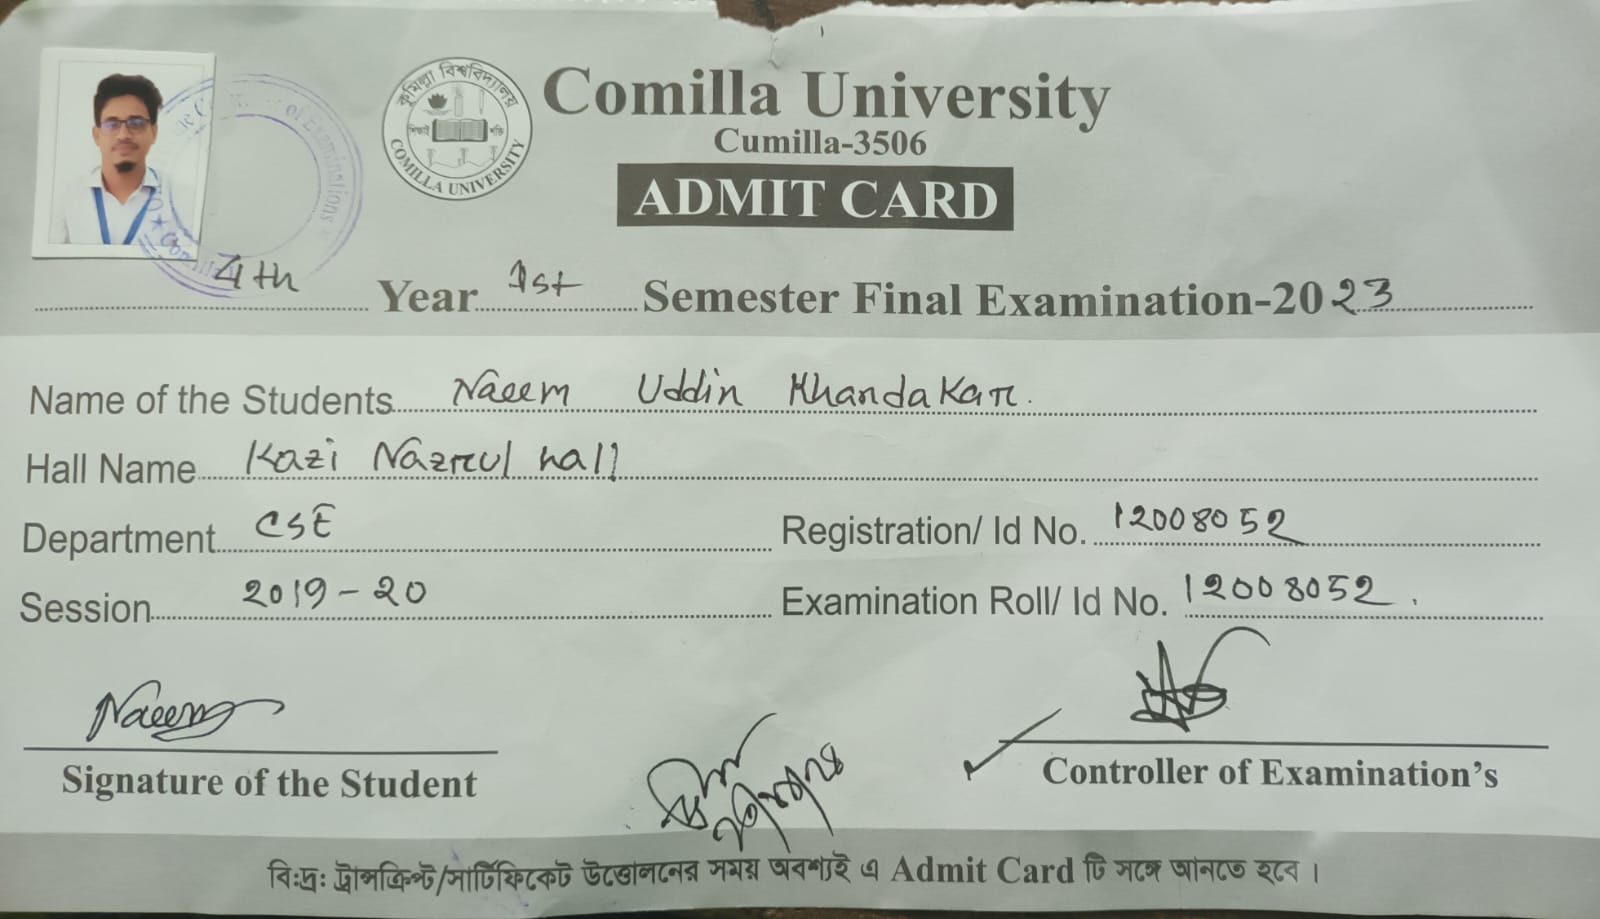 কুমিল্লা বিশ্ববিদ্যালয়
COMILLA UNIVERSITY
Comilla University
Cumilla-3506
ADMIT CARD
of Examinations
4th Year 1st Semester Final Examination-2023
Name of the Students Naeem Uddin Khandakar.
Hall Name Kazi Nazrul hall
Department CSE Registration/ Id No. 12008052
Session 2019-20 Examination Roll/ Id No. 12008052.
Naeem
Signature of the Student
Controller of Examination's
বি:দ্র: ট্রান্সক্রিপ্ট/সার্টিফিকেট উত্তোলনের সময় অবশ্যই এ Admit Card টি সঙ্গে আনতে হবে।